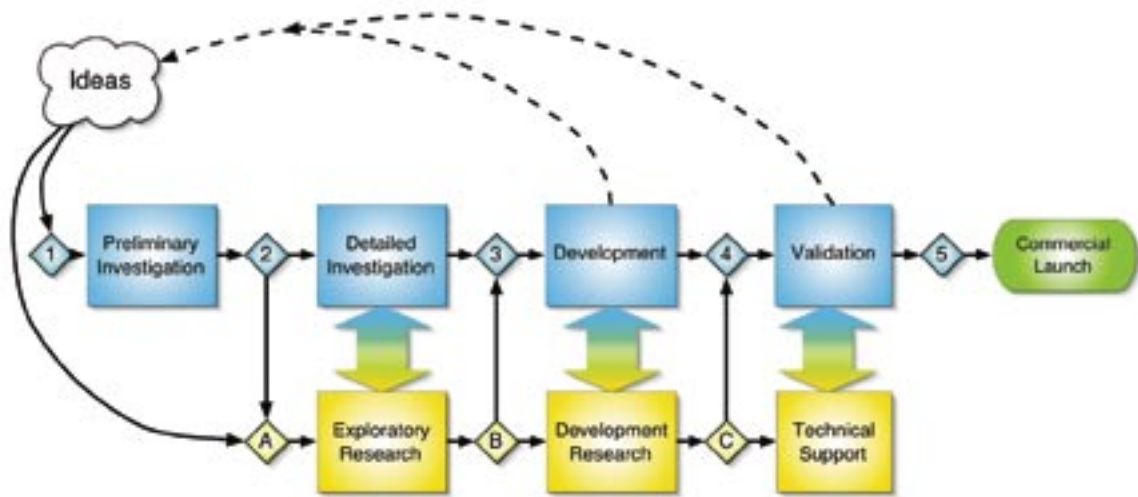 Ideas
1
Preliminary
Investigation
2
Detailed
Investigation
3
Development
4
Validation
5
Commercial
Launch
A
Exploratory
Research
B
Development
Research
C
Technical
Support